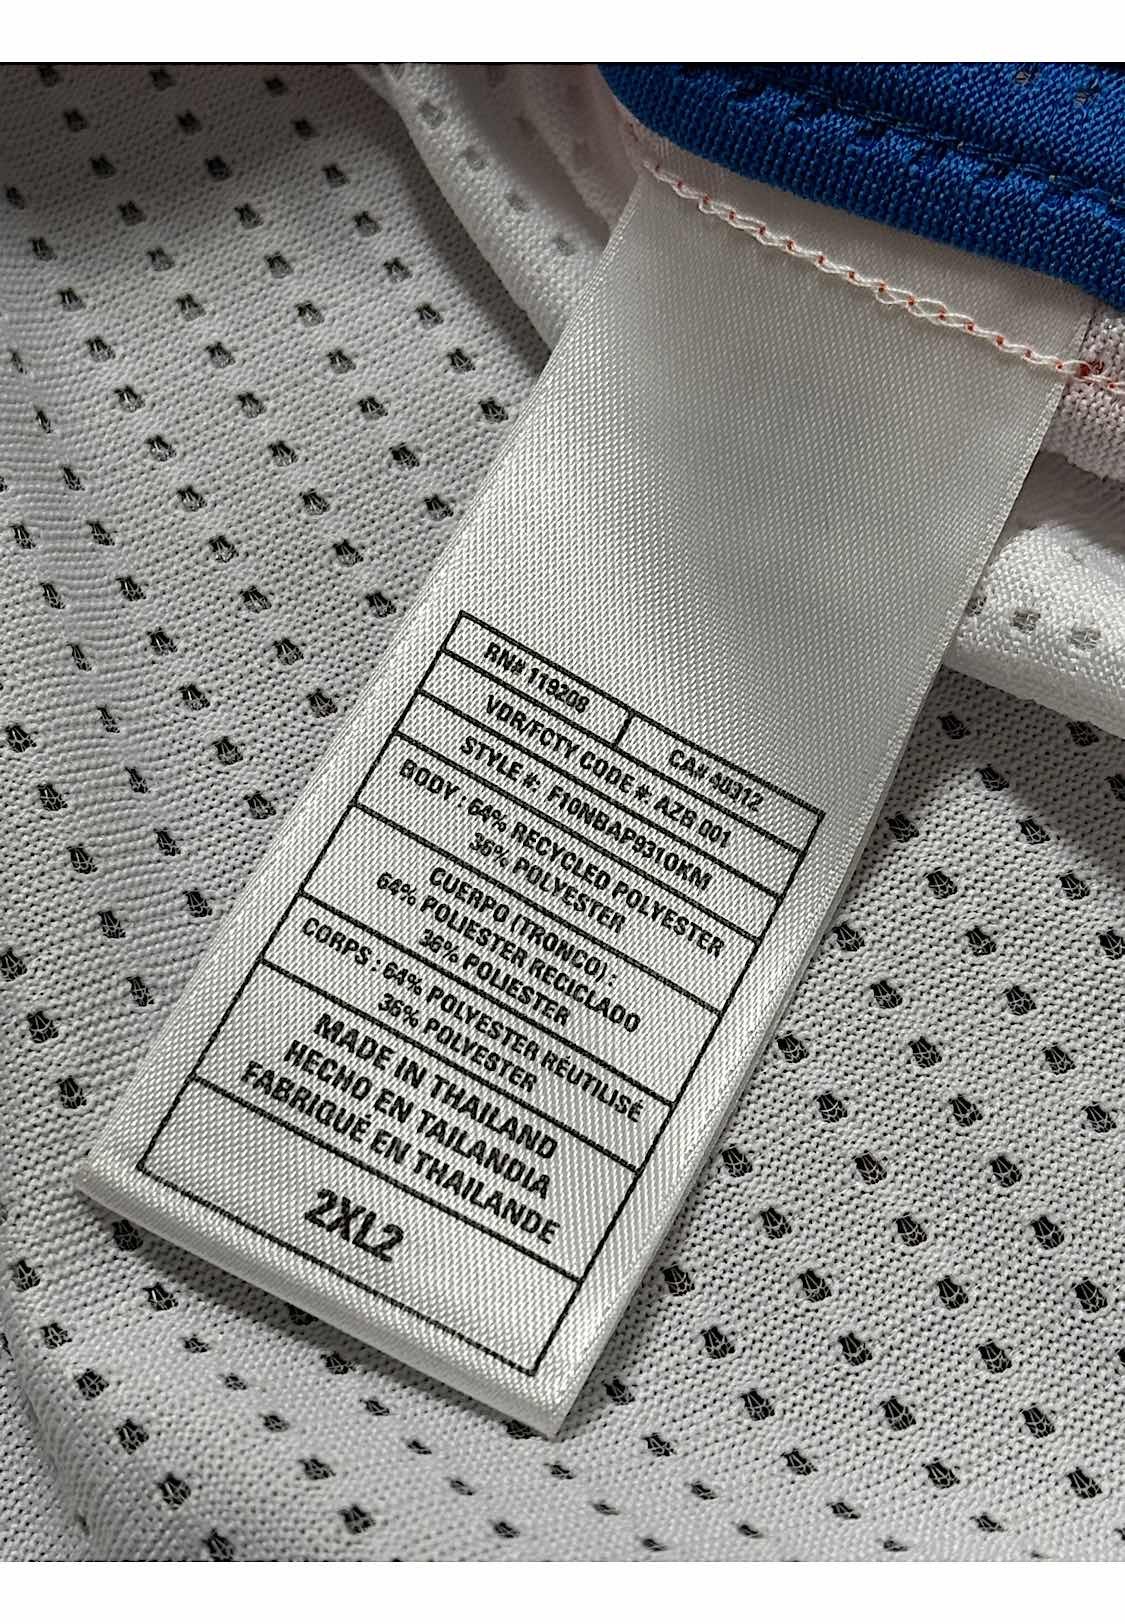 RN# 119208
CA# 40312
VDR/FCTY CODE #: AZB 001
STYLE #: F10NBAP931OKM
BODY : 64% RECYCLED POLYESTER
36% POLYESTER
CUERPO (TRONCO) :
64% POLIESTER RECICLADO
36% POLIESTER
CORPS : 64% POLYESTER RÉUTILISÉ
36% POLYESTER
MADE IN THAILAND
HECHO EN TAILANDIA
FABRIQUÉ EN THAILANDE
2XL2